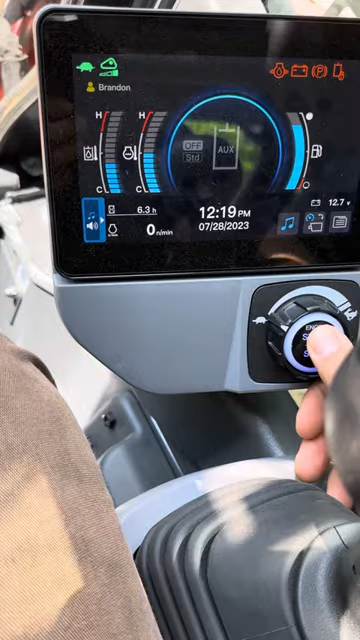 Brandon
H
H
OFF
Std
AUX
C
C
6.3 h
12:19 PM
12.7 v
0 n/min
07/28/2023